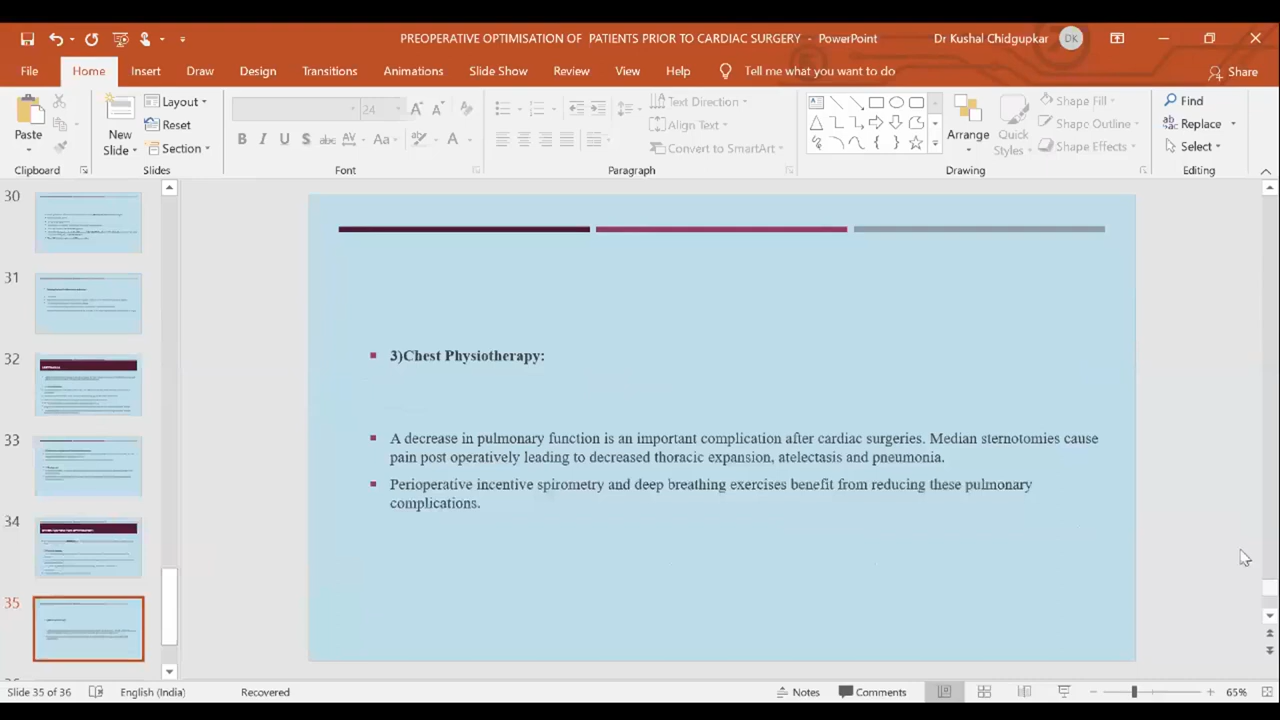 PREOPERATIVE OPTIMISATION OF PATIENTS PRIOR TO CARDIAC SURGERY - PowerPoint
Dr Kushal Chidgupkar
DK
File
Home
Insert
Draw
Design
Transitions
Animations
Slide Show
Review
View
Help
Tell me what you want to do
Share
Paste
New
Slide
Layout
Reset
Section
24
A
A
B
I
U
S
abc
AV
Aa
A
Text Direction
Align Text
Convert to SmartArt
Arrange
Quick
Styles
Shape Fill
Shape Outline
Shape Effects
Find
Replace
Select
Clipboard
Slides
Font
Paragraph
Drawing
Editing
30
31
32
33
34
35
3)Chest Physiotherapy:
A decrease in pulmonary function is an important complication after cardiac surgeries. Median sternotomies cause
pain post operatively leading to decreased thoracic expansion, atelectasis and pneumonia.
Perioperative incentive spirometry and deep breathing exercises benefit from reducing these pulmonary
complications.
Slide 35 of 36
English (India)
Recovered
Notes
Comments
65%